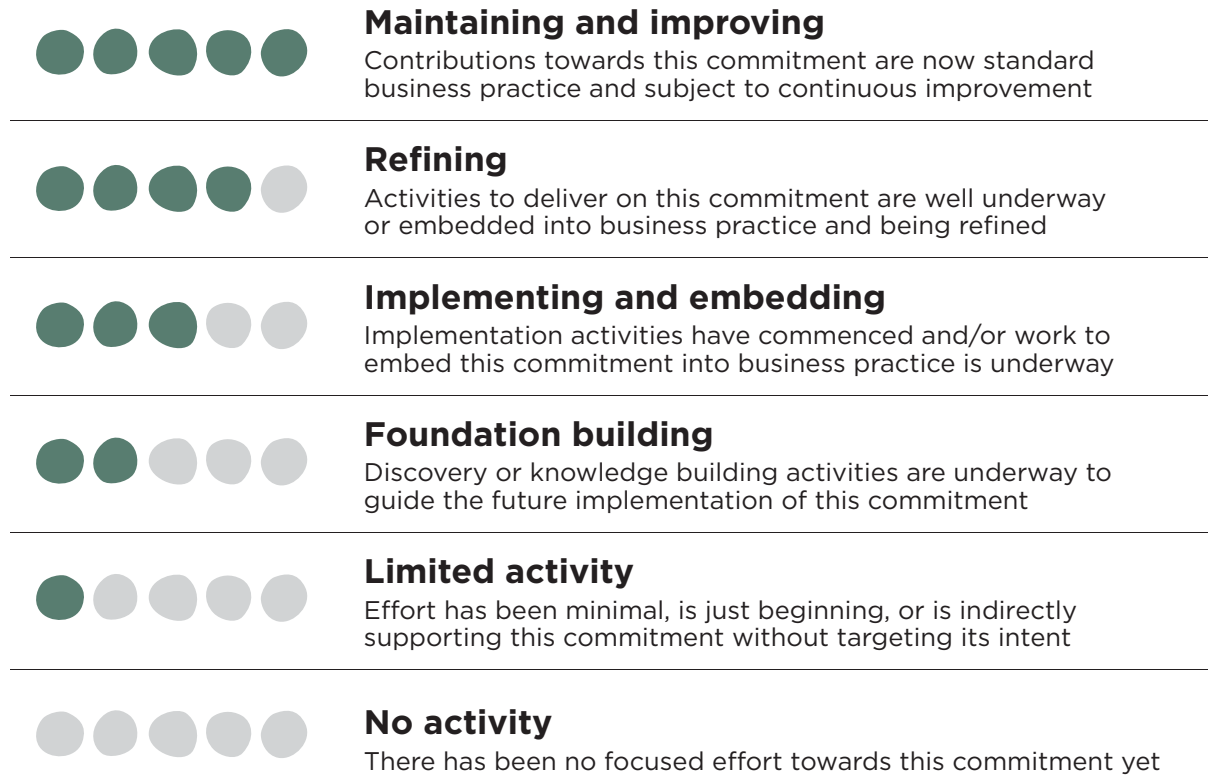 Maintaining and improving
Contributions towards this commitment are now standard
business practice and subject to continuous improvement
Refining
Activities to deliver on this commitment are well underway
or embedded into business practice and being refined
Implementing and embedding
Implementation activities have commenced and/or work to
embed this commitment into business practice is underway
Foundation building
Discovery or knowledge building activities are underway to
guide the future implementation of this commitment
Limited activity
Effort has been minimal, is just beginning, or is indirectly
supporting this commitment without targeting its intent
No activity
There has been no focused effort towards this commitment yet